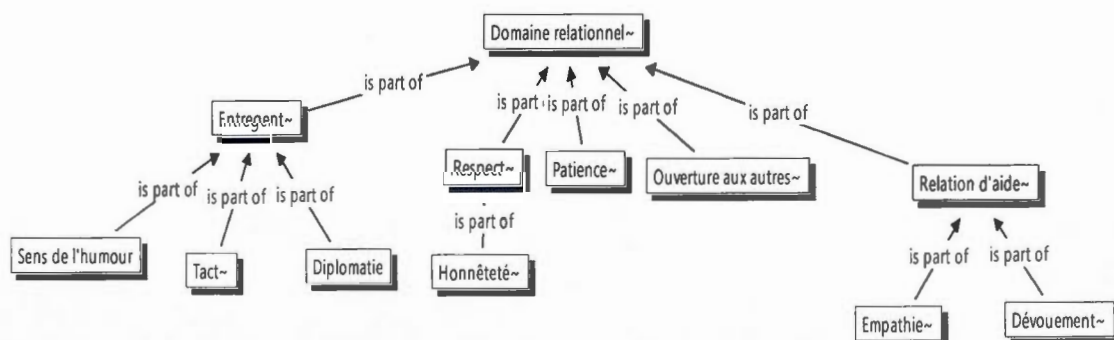 Domaine relationnel~
is part of
is part of
is part of
is part of
is part of
Entregent~
Respect~
Patience~
Ouverture aux autres~
Relation d'aide~
is part of
is part of
is part of
is part of
is part of
is part of
Sens de l'humour
Tact~
Diplomatie
Honnêteté~
Empathie~
Dévouement~